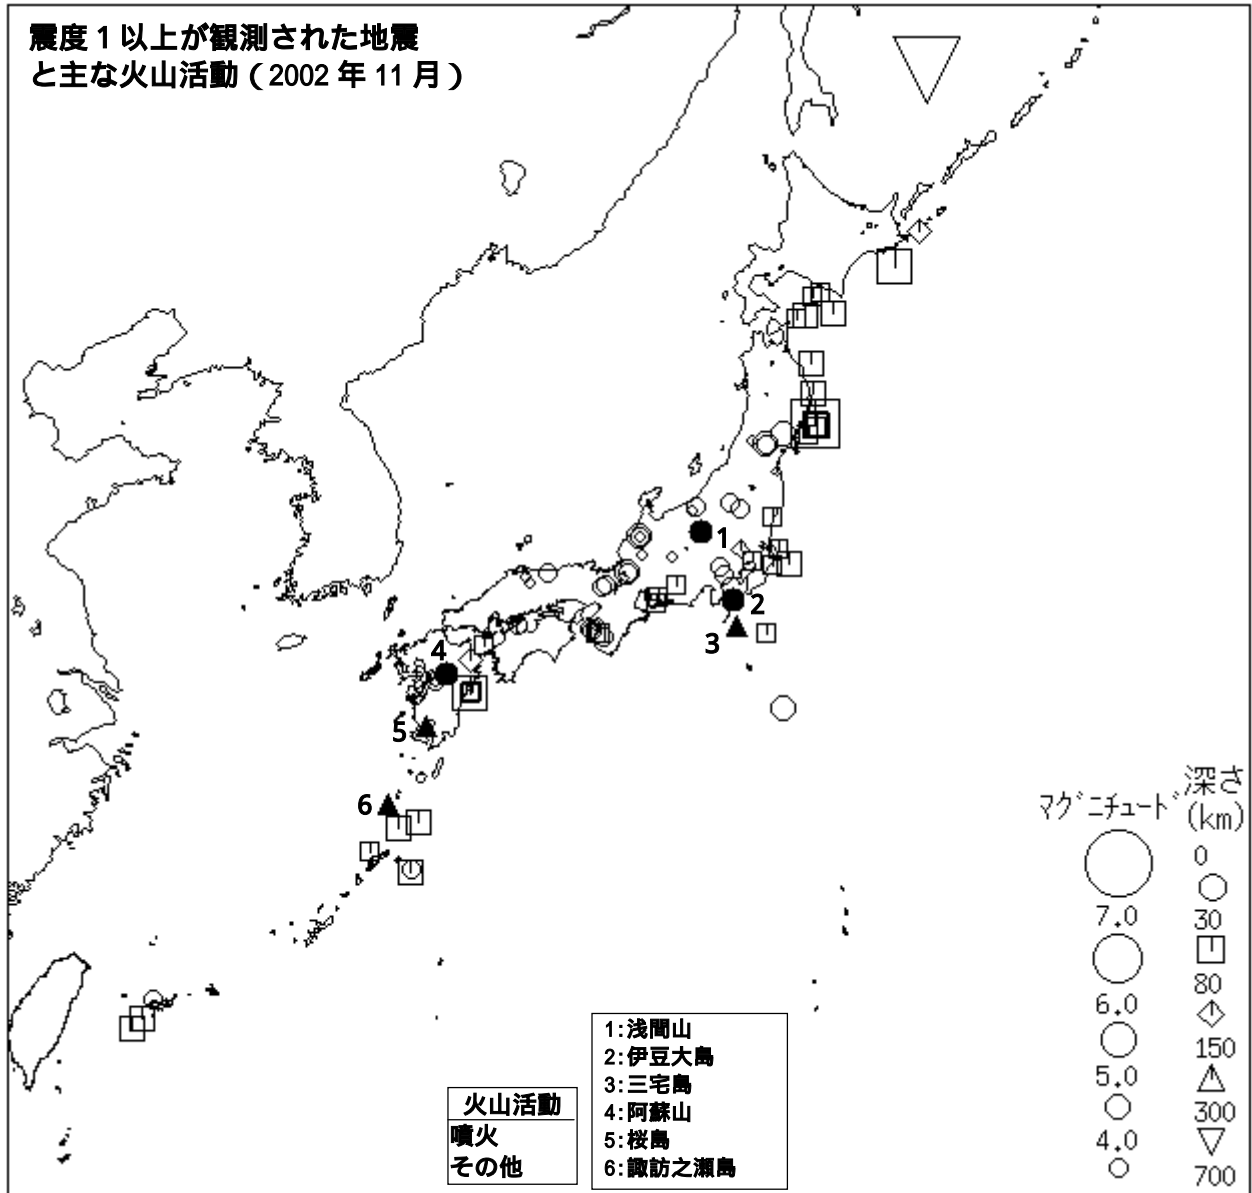 震度1以上が観測された地震
と主な火山活動(2002年11月)
1
2
3
4
5
6
マグニチュード
7.0
6.0
5.0
4.0
深さ
(km)
0
30
80
150
300
700
火山活動
噴火
その他
1:浅間山
2:伊豆大島
3:三宅島
4:阿蘇山
5:桜島
6:諏訪之瀬島